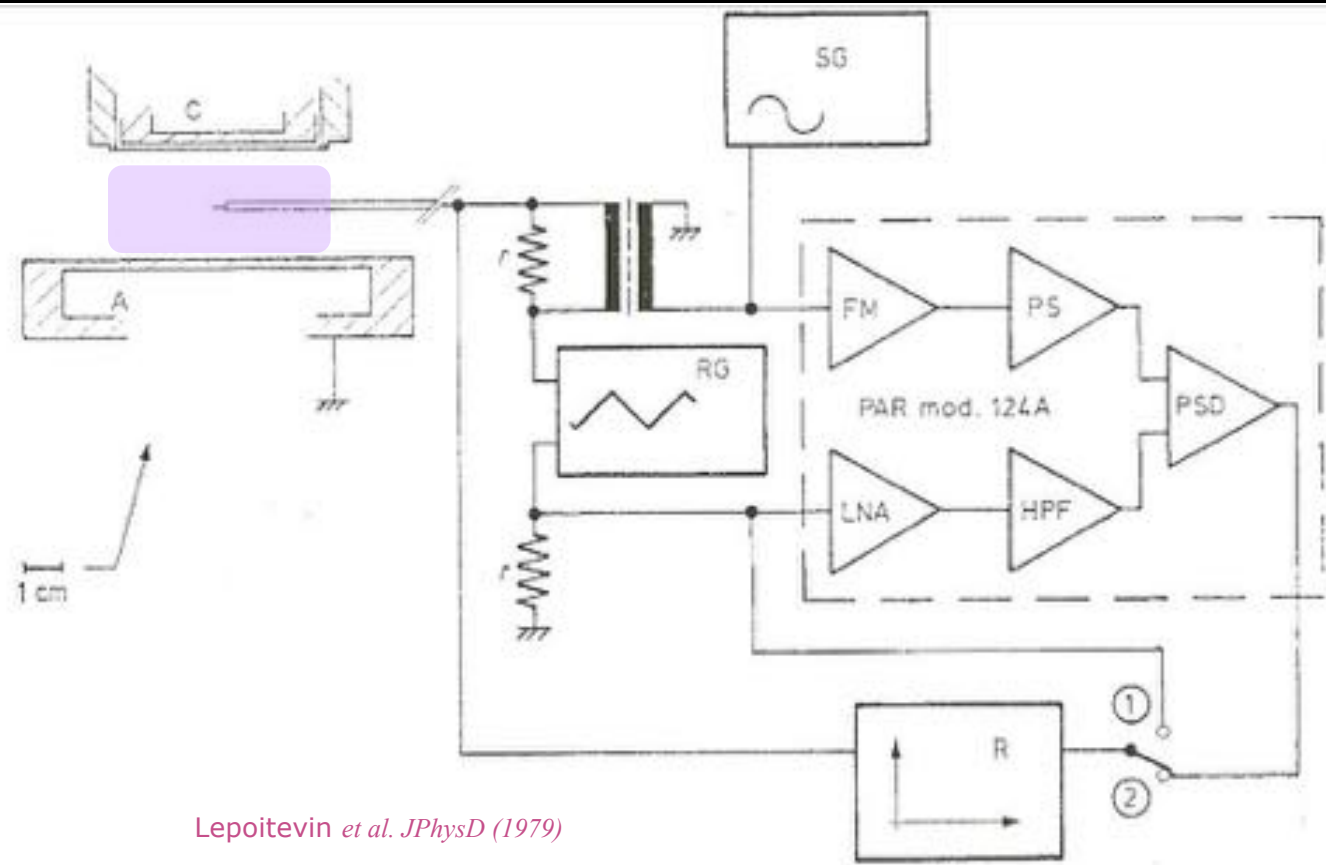 SG
C
r
FM
PS
A
RG
PAR mod. 124A
PSD
LNA
HPF
r
1 cm
1
R
2
Lepoitevin et al. JPhysD (1979)